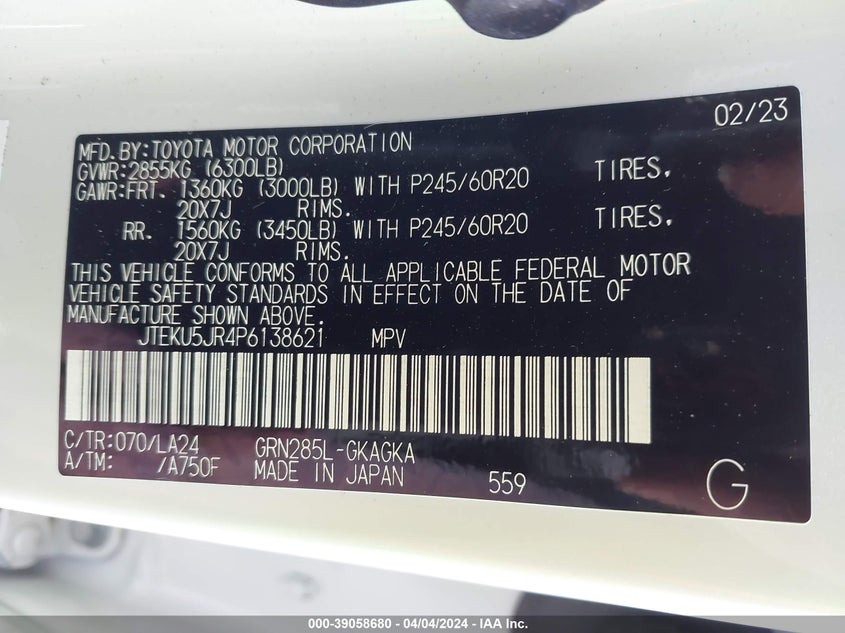 02/23
MFD.BY:TOYOTA MOTOR CORPORATION
GVWR:2855KG (6300LB)
GAWR:FRT. 1360KG (3000LB) WITH P245/60R20 TIRES.
20X7J RIMS.
RR. 1560KG (3450LB) WITH P245/60R20 TIRES.
20X7J RIMS.
THIS VEHICLE CONFORMS TO ALL APPLICABLE FEDERAL MOTOR
VEHICLE SAFETY STANDARDS IN EFFECT ON THE DATE OF
MANUFACTURE SHOWN ABOVE.
JTEKU5JR4P6138621 MPV
C/TR:070/LA24 GRN285L-GKAGKA
A/TM: /A750F MADE IN JAPAN 559 G
000-39058680 - 04/04/2024 - IAA Inc.